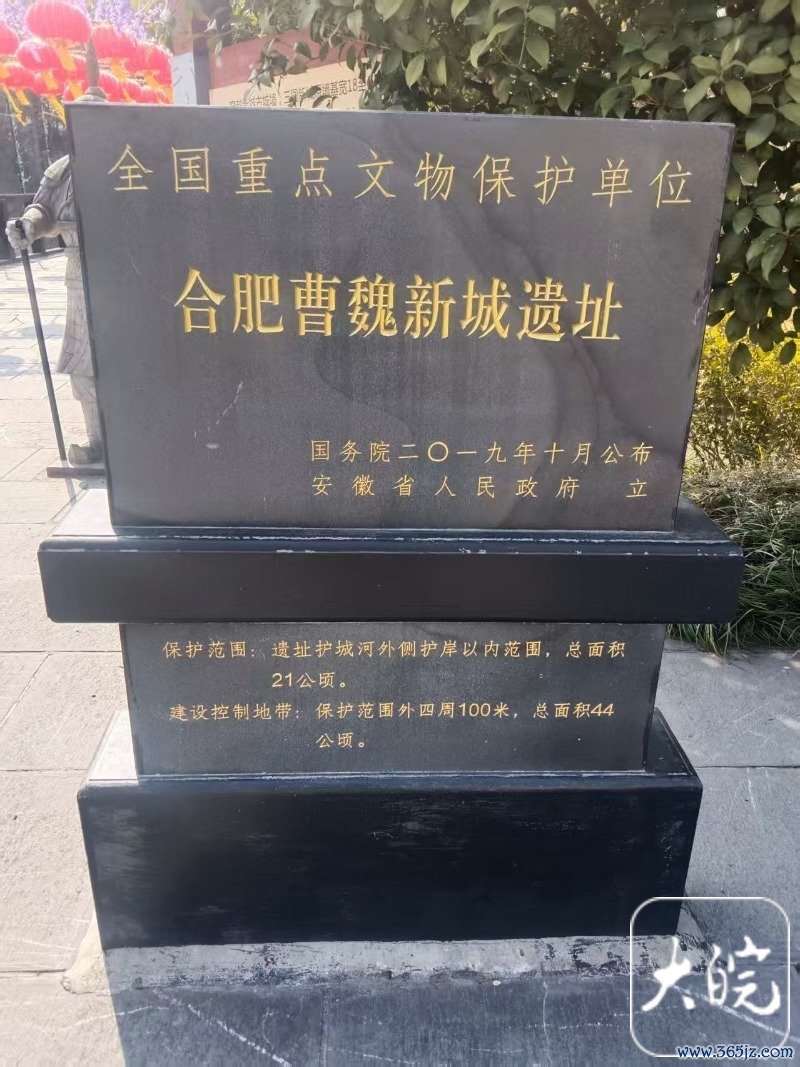 全国重点文物保护单位
合肥曹魏新城遗址
国务院二〇一九年十月公布
安徽省人民政府 立
保护范围：遗址护城河外侧护岸以内范围，总面积
21公顷。
建设控制地带：保护范围外四周100米，总面积44
公顷。
大皖
www.365jz.com